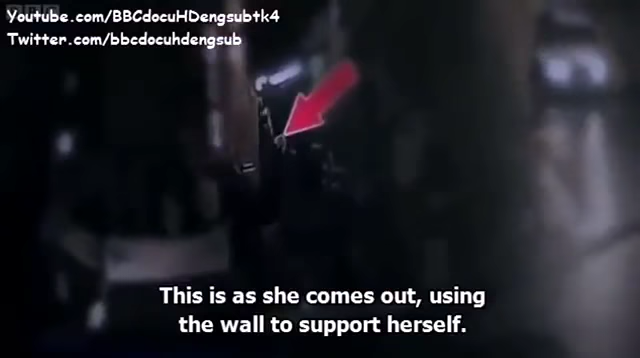 Youtube.com/BBCdocuHDengsubtk4
Twitter.com/bbcdocuhdengsub
This is as she comes out, using
the wall to support herself.